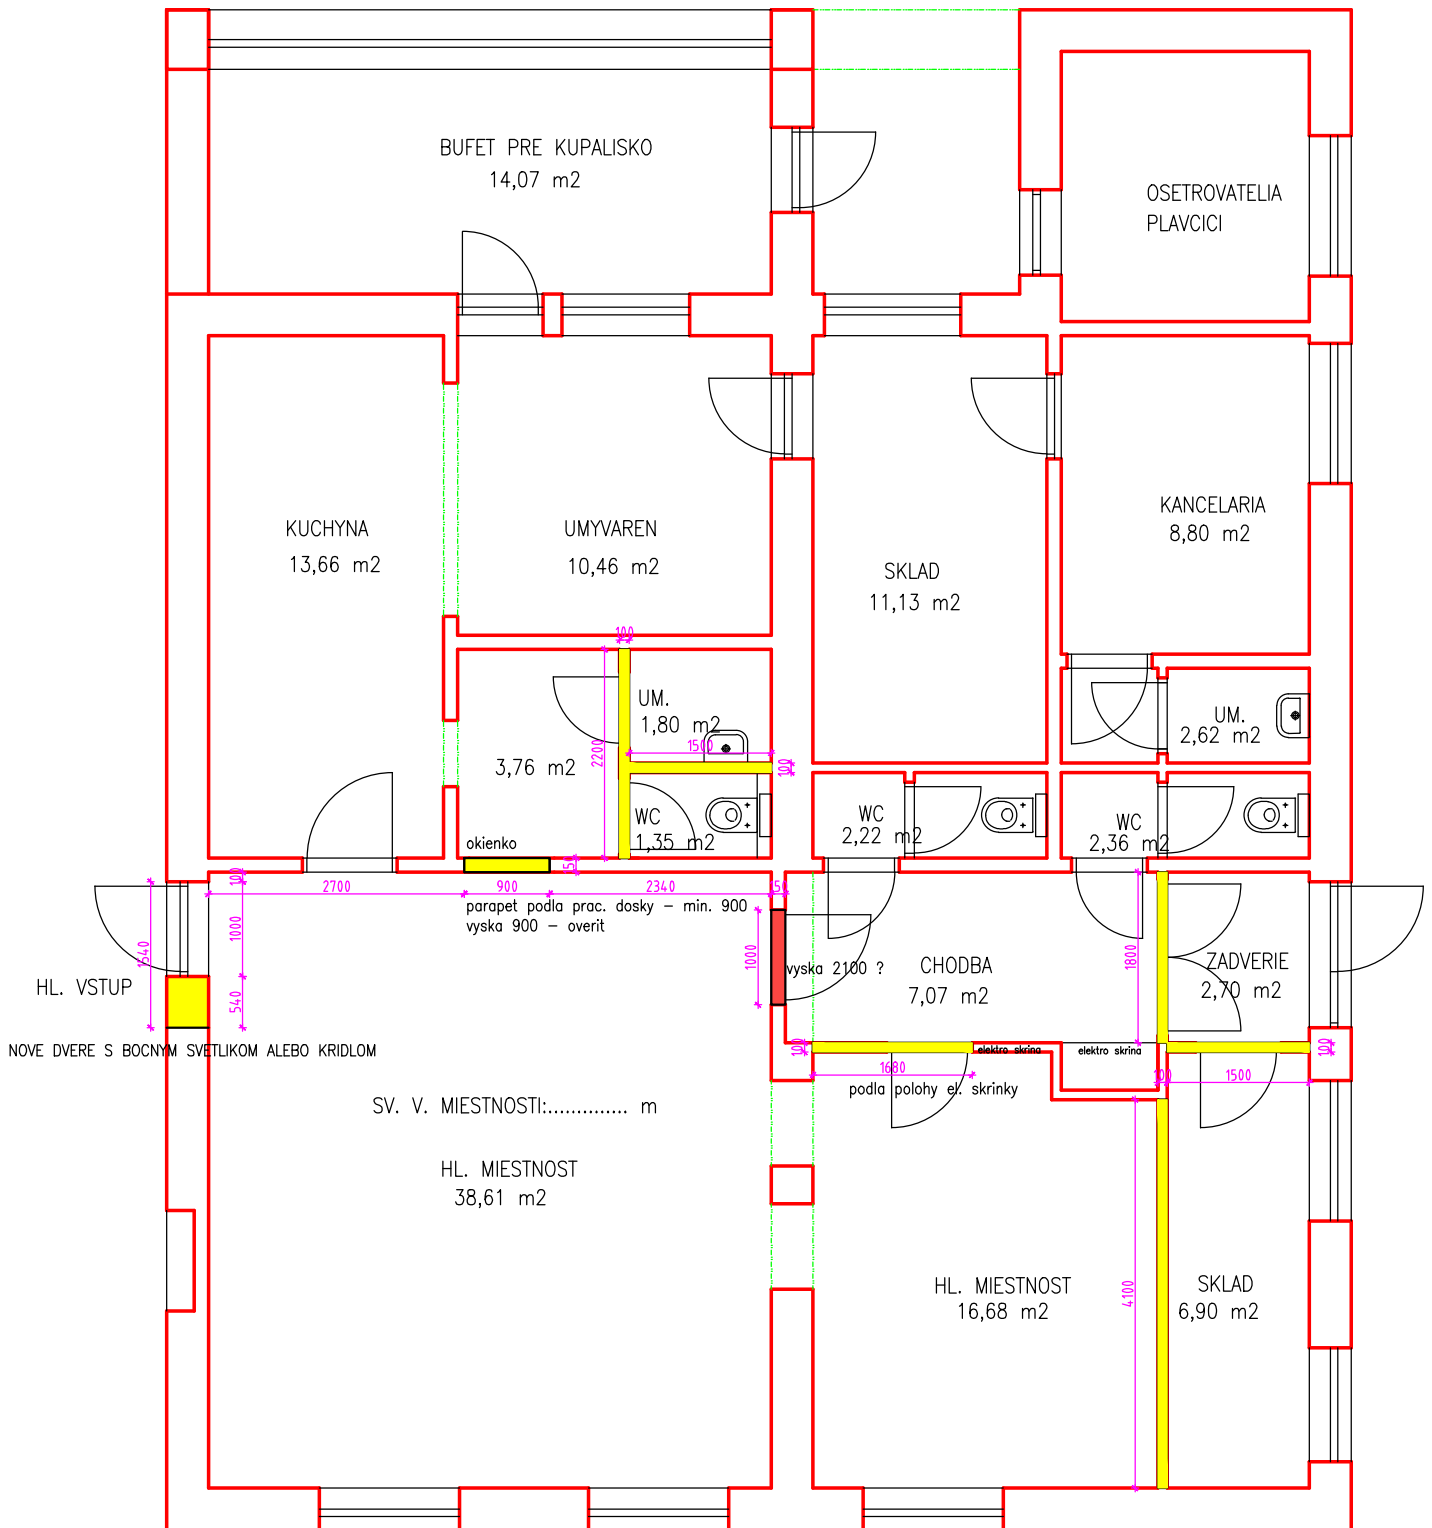 BUFET PRE KUPALISKO
14,07 m2
OSETROVATELIA
PLAVCICI
KUCHYNA
13,66 m2
UMYVAREN
10,46 m2
SKLAD
11,13 m2
KANCELARIA
8,80 m2
100
UM.
1,80 m2
1500
2200
100
3,76 m2
UM.
2,62 m2
WC
1,35 m2
WC
2,22 m2
WC
2,36 m2
okienko
150
100
2700
900
2340
150
parapet podla prac. dosky – min. 900
vyska 900 – overit
1540
1000
540
HL. VSTUP
NOVE DVERE S BOCNYM SVETLIKOM ALEBO KRIDLOM
1000
vyska 2100 ?
CHODBA
7,07 m2
1800
ZADVERIE
2,70 m2
100
elektro skrina
elektro skrina
100
1680
100
1500
podla polohy el. skrinky
SV. V. MIESTNOSTI:.............. m
HL. MIESTNOST
38,61 m2
4100
HL. MIESTNOST
16,68 m2
SKLAD
6,90 m2